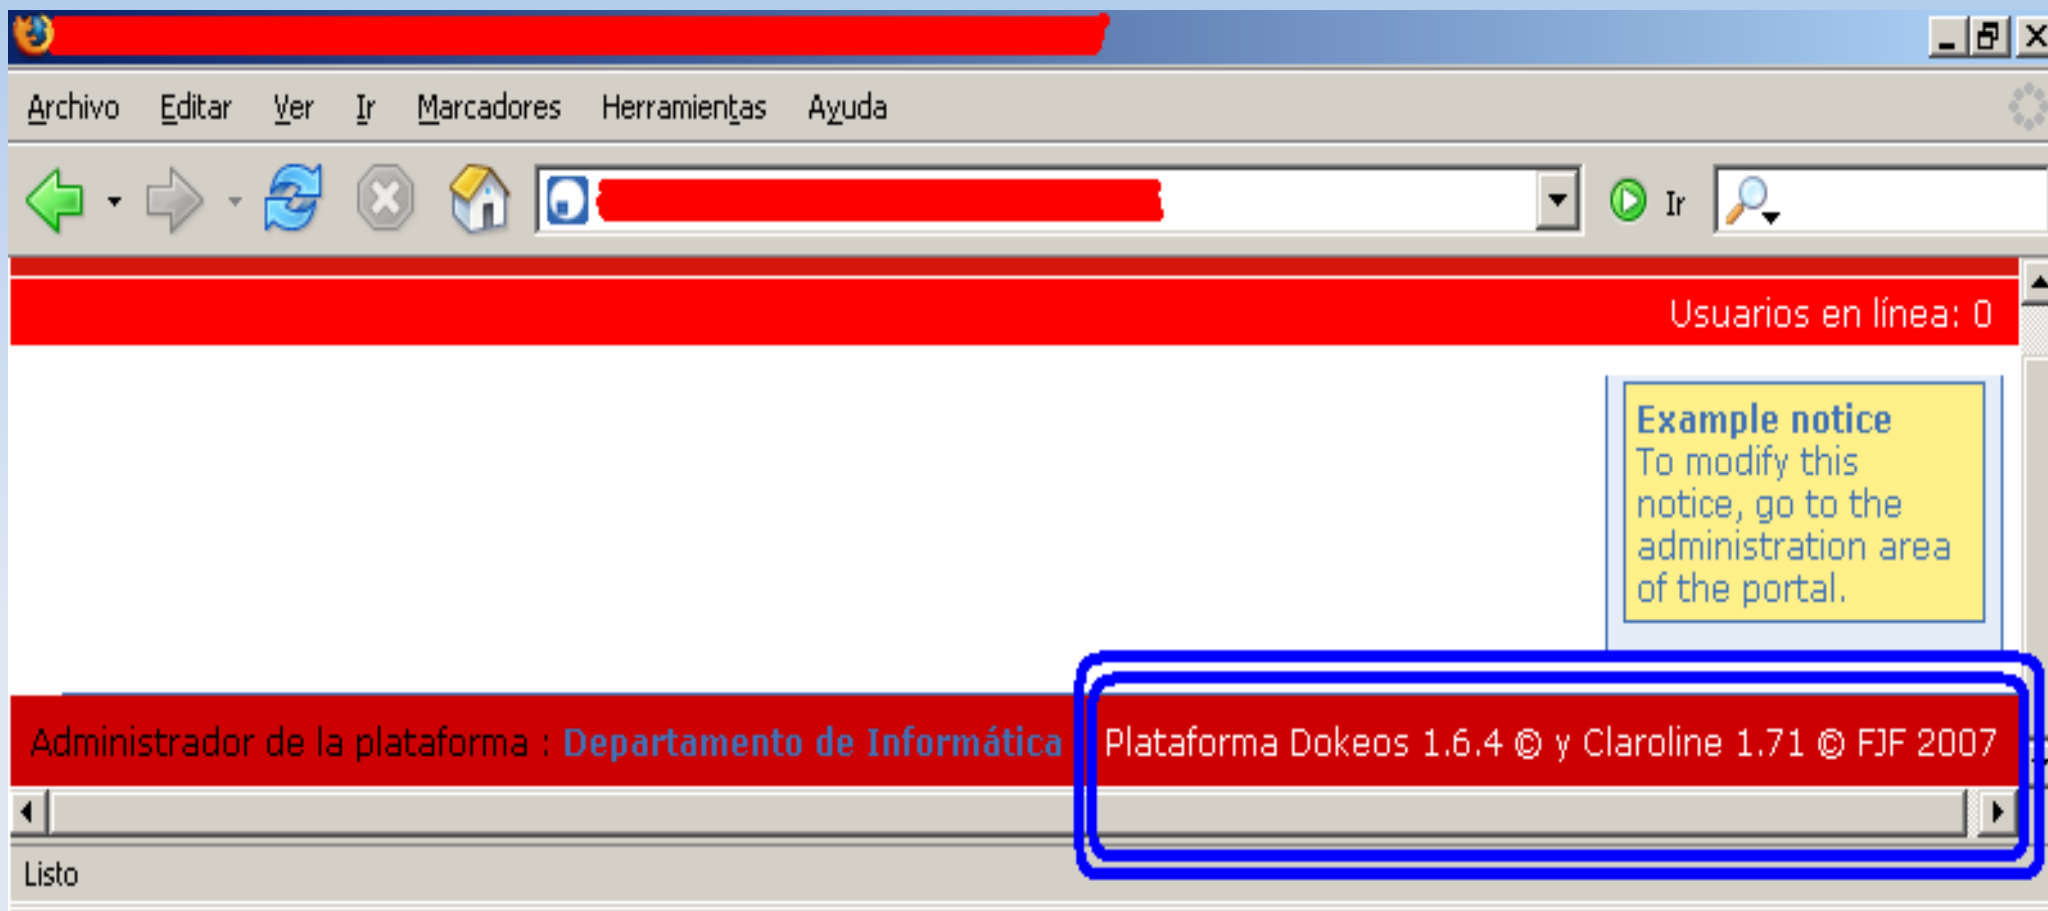 Archivo Editar Ver Ir Marcadores Herramientas Ayuda
Ir
Usuarios en línea: 0
Example notice
To modify this
notice, go to the
administration area
of the portal.
Administrador de la plataforma : Departamento de Informática Plataforma Dokeos 1.6.4 © y Claroline 1.71 © FJF 2007
Listo